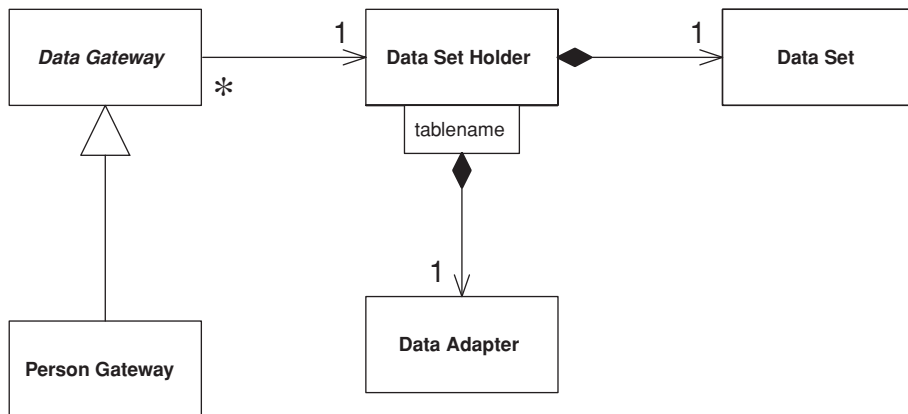 Data Gateway
1
*
Data Set Holder
1
Data Set
tablename
1
Data Adapter
Person Gateway